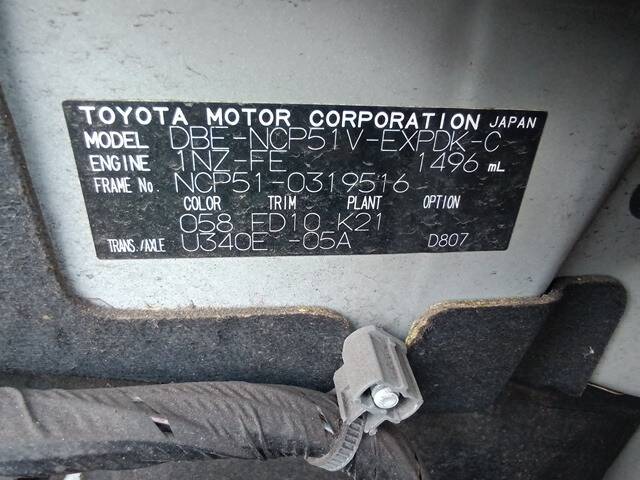 TOYOTA MOTOR CORPORATION JAPAN
MODEL DBE-NCP51V-EXPDK-C
ENGINE 1NZ-FE 1496 mL
FRAME No. NCP51-0319516
COLOR TRIM PLANT OPTION
058 FD10 K21
TRANS./AXLE U340E -05A D807